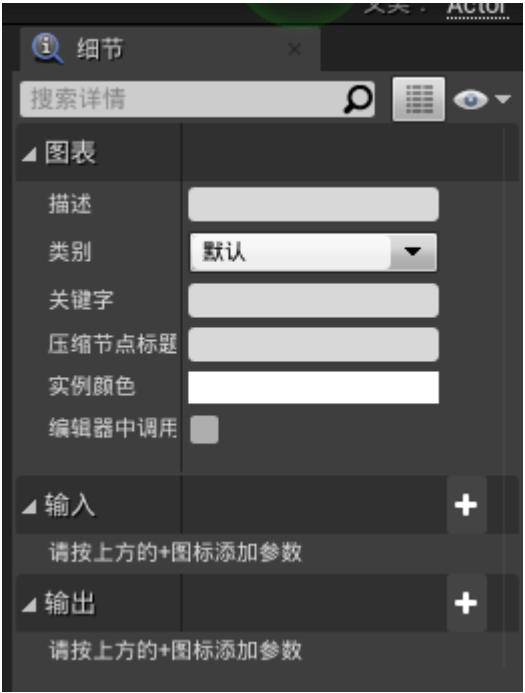 父类： Actor
细节
搜索详情
图表
描述
类别 默认
关键字
压缩节点标题
实例颜色
编辑器中调用
输入
请按上方的+图标添加参数
输出
请按上方的+图标添加参数